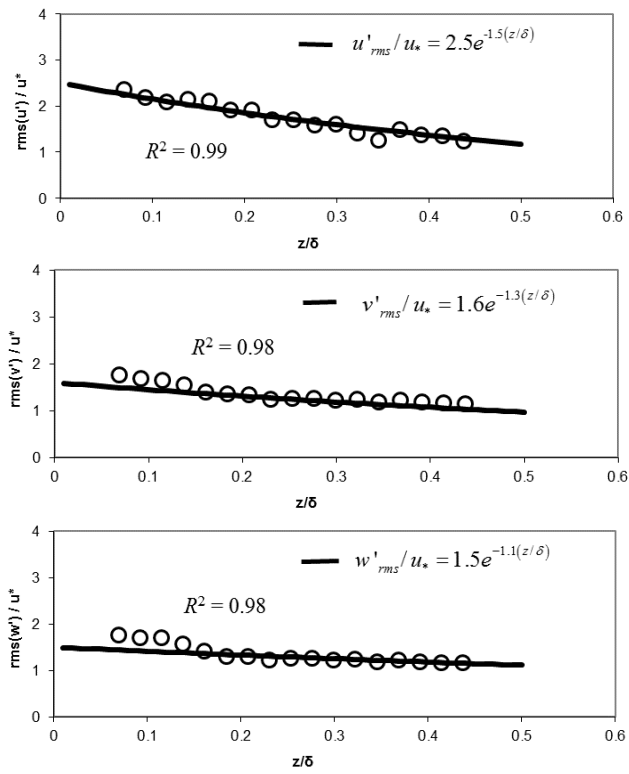 4
u'rms/u* = 2.5e^-1.5(z/δ)
3
rms(u') / u*
2
1
R² = 0.99
0
0 0.1 0.2 0.3 0.4 0.5 0.6
z/δ
4
v'rms/u* = 1.6e^-1.3(z/δ)
3
rms(v') / u*
R² = 0.98
2
1
0
0 0.1 0.2 0.3 0.4 0.5 0.6
z/δ
4
w'rms/u* = 1.5e^-1.1(z/δ)
3
rms(w') / u*
R² = 0.98
2
1
0
0 0.1 0.2 0.3 0.4 0.5 0.6
z/δ